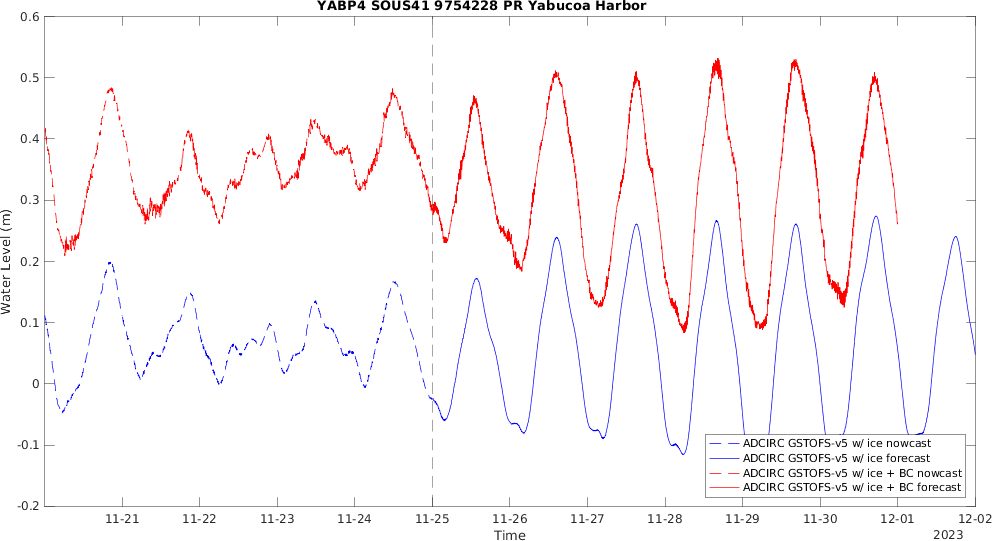 YABP4 SOUS41 9754228 PR Yabucoa Harbor
0.6
0.5
0.4
0.3
0.2
0.1
0
-0.1
-0.2
Water Level (m)
ADCIRC GSTOFS-v5 w/ ice nowcast
ADCIRC GSTOFS-v5 w/ ice forecast
ADCIRC GSTOFS-v5 w/ ice + BC nowcast
ADCIRC GSTOFS-v5 w/ ice + BC forecast
11-21 11-22 11-23 11-24 11-25 11-26 11-27 11-28 11-29 11-30 12-01 12-02
Time
2023